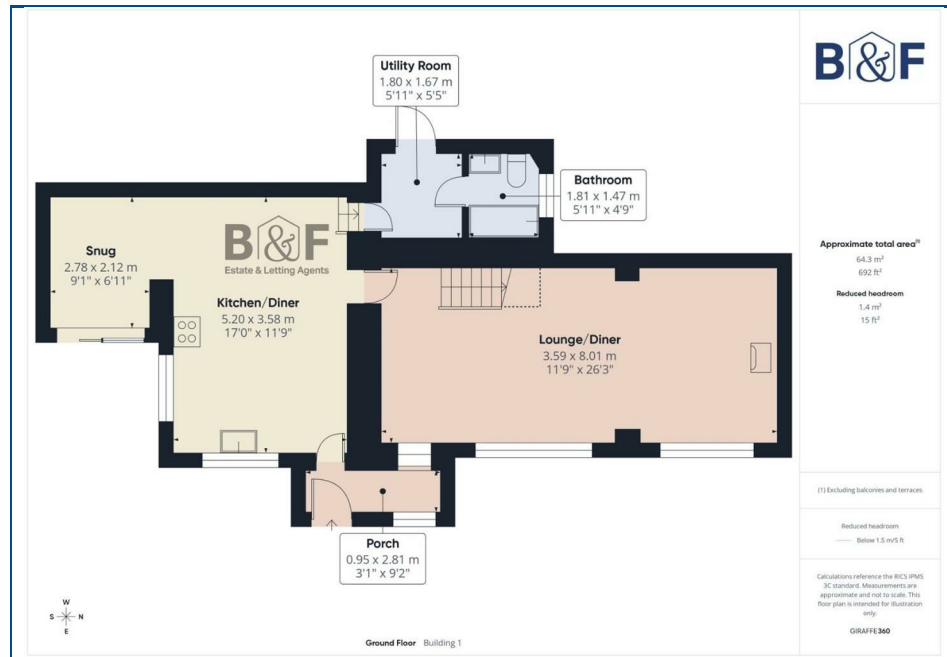 B&F
Utility Room
1.80 x 1.67 m
5'11" x 5'5"
Bathroom
1.81 x 1.47 m
5'11" x 4'9"
Snug
2.78 x 2.12 m
9'1" x 6'11"
B&F
Estate & Letting Agents
Kitchen/Diner
5.20 x 3.58 m
17'0" x 11'9"
Lounge/Diner
3.59 x 8.01 m
11'9" x 26'3"
Porch
0.95 x 2.81 m
3'1" x 9'2"
W
S N
E
Ground Floor Building 1
Approximate total area(1)
64.3 m²
692 ft²
Reduced headroom
1.4 m²
15 ft²
(1) Excluding balconies and terraces
Reduced headroom
Below 1.5 m/5 ft
Calculations reference the RICS IPMS
3C standard. Measurements are
approximate and not to scale. This
floor plan is intended for illustration
only.
GIRAFFE360